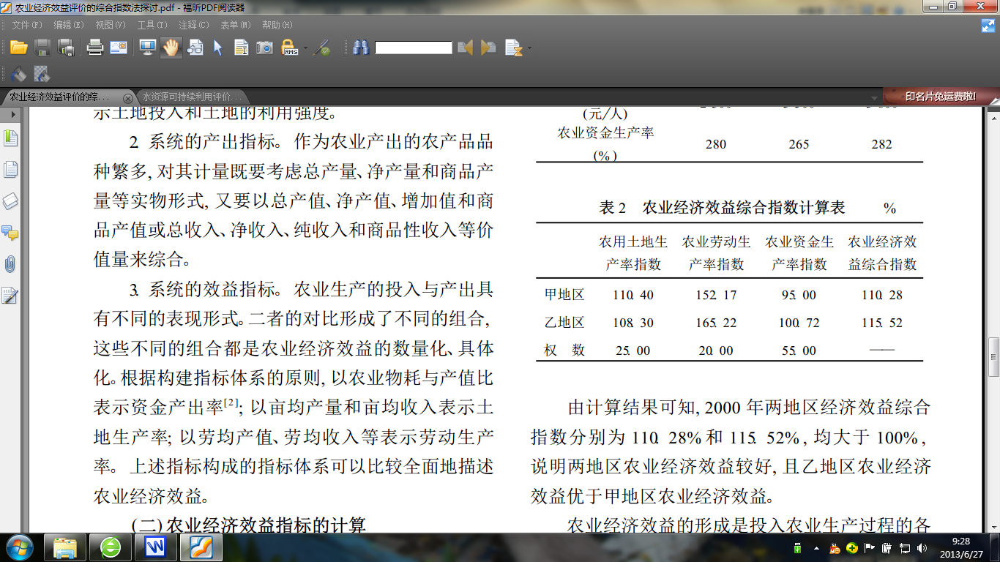 农业经济效益评价的综合指数法探讨.pdf - 福昕PDF阅读器
文件(F) 编辑(E) 视图(V) 工具(T) 注释(C) 表单(M) 帮助(H)
RMS
农业经济效益评价的综... 水资源可持续利用评价...
印名片免运费啦!
示土地投入和土地的利用强度。
2. 系统的产出指标。作为农业产出的农产品品
种繁多, 对其计量既要考虑总产量、净产量和商品产
量等实物形式, 又要以总产值、净产值、增加值和商
品产值或总收入、净收入、纯收入和商品性收入等价
值量来综合。
3. 系统的效益指标。农业生产的投入与产出具
有不同的表现形式。二者的对比形成了不同的组合,
这些不同的组合都是农业经济效益的数量化、具体
化。根据构建指标体系的原则, 以农业物耗与产值比
表示资金产出率[2]; 以亩均产量和亩均收入表示土
地生产率; 以劳均产值、劳均收入等表示劳动生产
率。上述指标构成的指标体系可以比较全面地描述
农业经济效益。
(二) 农业经济效益指标的计算
(元/人)
农业资金生产率
(%) 280 265 282
表 2 农业经济效益综合指数计算表 %
农用土地生 农业劳动生 农业资金生 农业经济效
产率指数 产率指数 产率指数 益综合指数
甲地区 110. 40 152. 17 95. 00 110. 28
乙地区 108. 30 165. 22 100. 72 115. 52
权 数 25. 00 20. 00 55. 00 ——
由计算结果可知, 2000 年两地区经济效益综合
指数分别为 110. 28% 和 115. 52%, 均大于 100%,
说明两地区农业经济效益较好, 且乙地区农业经济
效益优于甲地区农业经济效益。
农业经济效益的形成是投入农业生产过程的各
9:28
2013/6/27